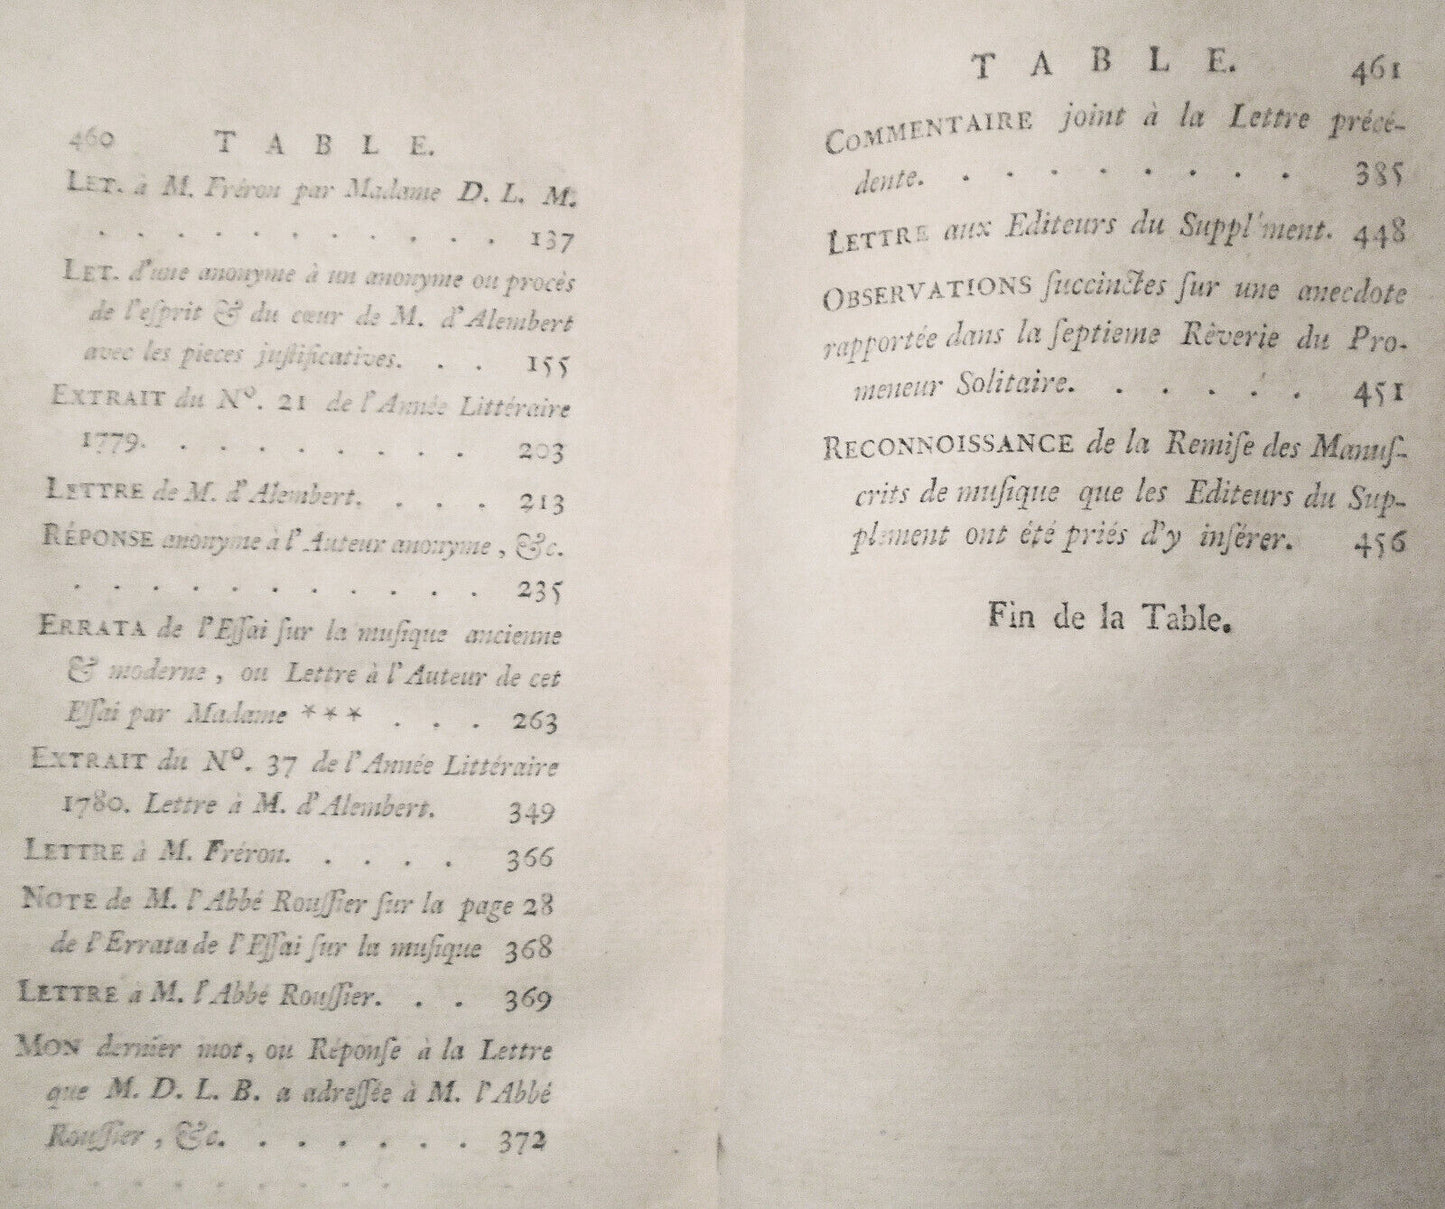 460 TABLE.
LET. à M. Fréron par Madame D. L. M.
. . . . . . . . . . . 137
LET. d'une anonyme à un anonyme ou procès
de l'eſprit & du cœur de M. d'Alembert
avec les pieces juſtificatives. . . 155
EXTRAIT du Nº. 21 de l'Année Littéraire
1779. . . . . . . . . 203
LETTRE de M. d'Alembert. . . . 213
RÉPONSE anonyme à l'Auteur anonyme, &c.
. . . . . . . . . . . 235
ERRATA de l'Eſſai ſur la muſique ancienne
& moderne, ou Lettre à l'Auteur de cet
Eſſai par Madame *** . . . 263
EXTRAIT du Nº. 37 de l'Année Littéraire
1780. Lettre à M. d'Alembert. 349
LETTRE à M. Fréron. . . . . 366
NOTE de M. l'Abbé Rouſſier ſur la page 28
de l'Errata de l'Eſſai ſur la muſique 368
LETTRE à M. l'Abbé Rouſſier. . . 369
MON dernier mot, ou Réponſe à la Lettre
que M. D. L. B. a adreſſée à M. l'Abbé
Rouſſier, &c. . . . . . . 372
TABLE. 461
COMMENTAIRE joint à la Lettre précé-
dente. . . . . . . . . . 385
LETTRE aux Editeurs du Suppl'ment. 448
OBSERVATIONS ſuccinctes ſur une anecdote
rapportée dans la ſeptieme Rêverie du Pro-
meneur Solitaire. . . . . . 451
RECONNOISSANCE de la Remiſe des Manuſ-
crits de muſique que les Editeurs du Sup-
plement ont été priés d'y inſérer. 456
Fin de la Table.